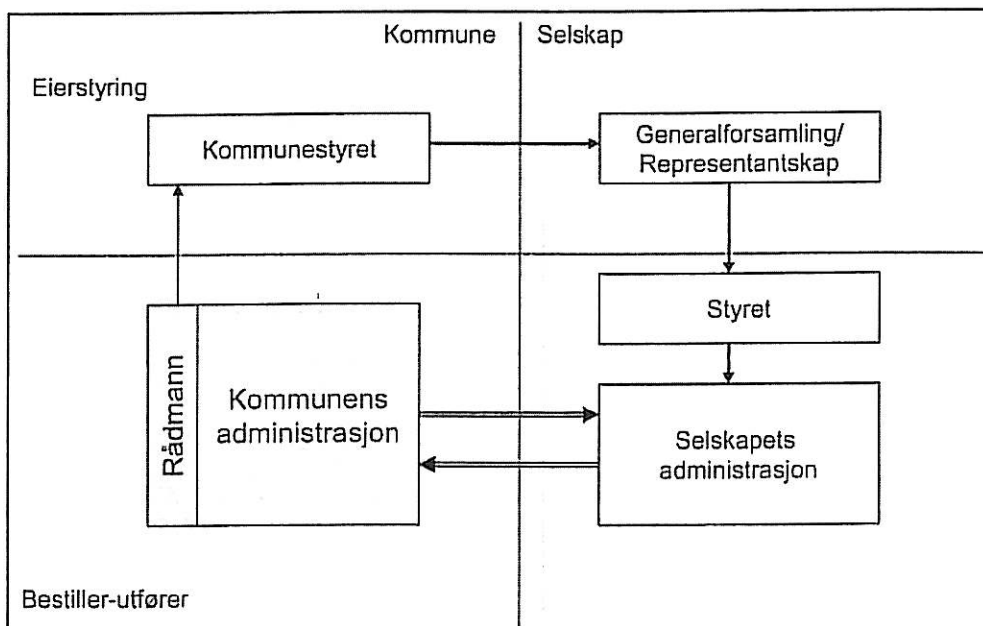 Kommune
Selskap
Eierstyring
Kommunestyret
Generalforsamling/
Representantskap
Styret
Rådmann
Kommunens
administrasjon
Selskapets
administrasjon
Bestiller-utfører